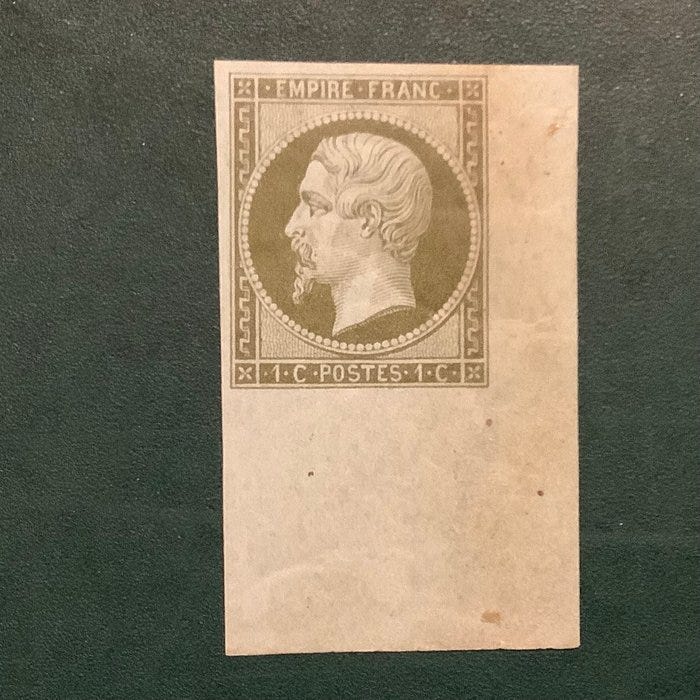 · EMPIRE · FRANC ·
· 1 · C · POSTES · 1 · C ·